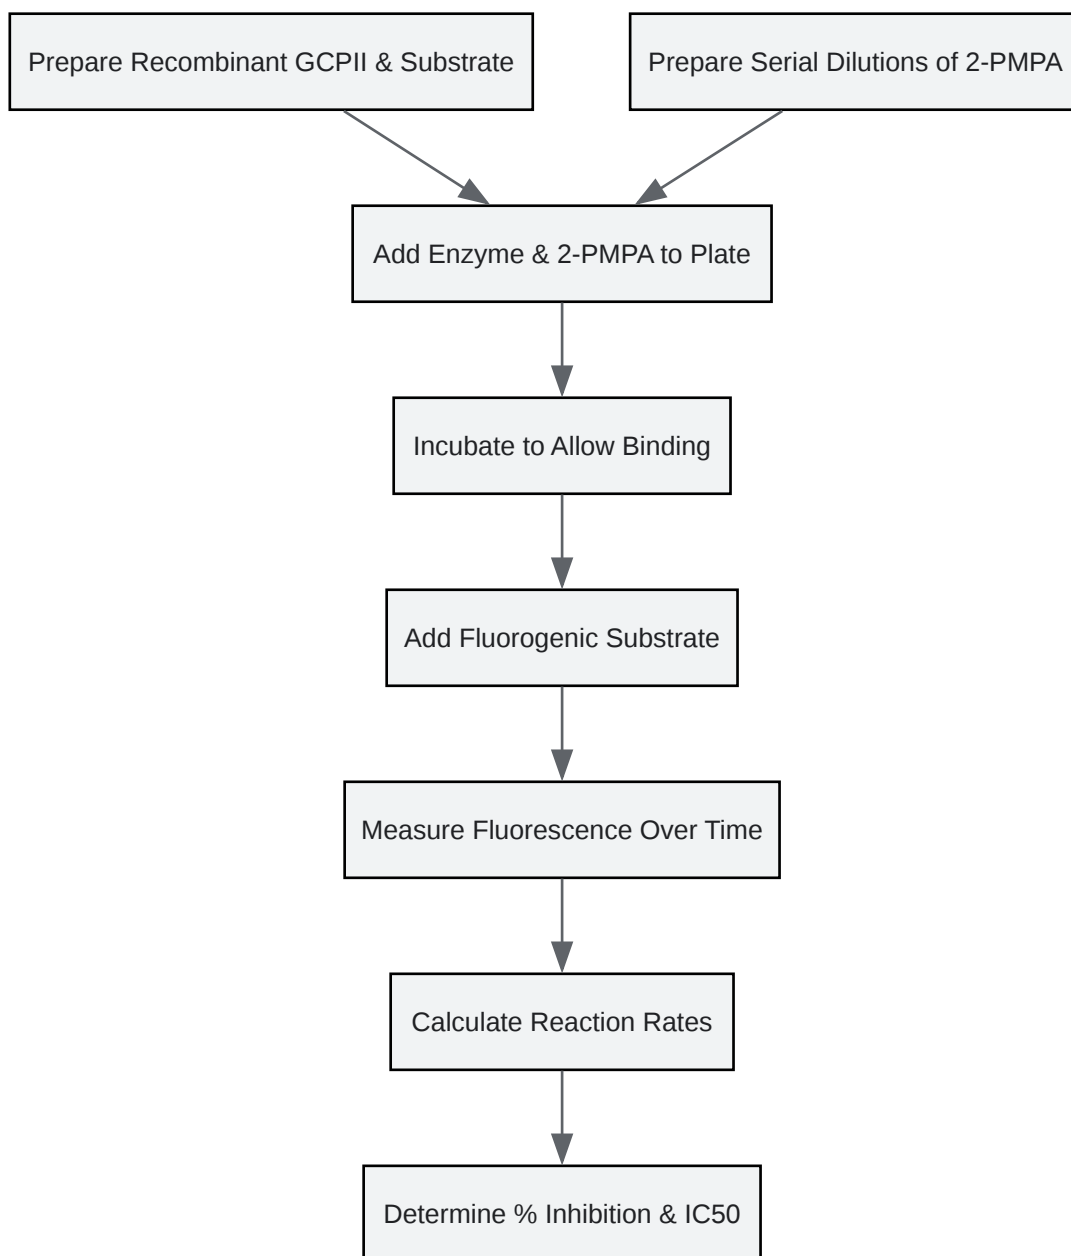 Prepare Recombinant GCPII & Substrate
Prepare Serial Dilutions of 2-PMPA
Add Enzyme & 2-PMPA to Plate
Incubate to Allow Binding
Add Fluorogenic Substrate
Measure Fluorescence Over Time
Calculate Reaction Rates
Determine % Inhibition & IC50